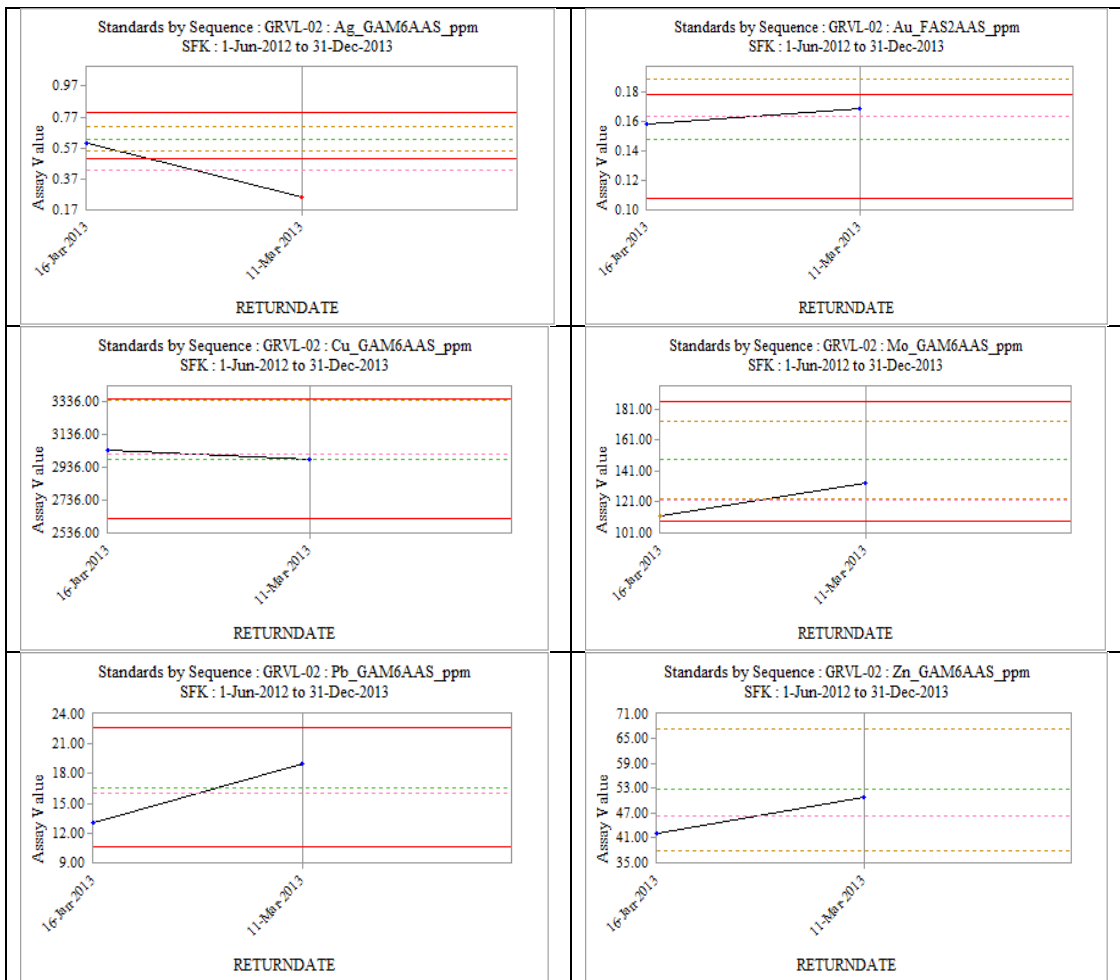 Standards by Sequence : GRVL-02 : Ag_GAM6AAS_ppm
SFK : 1-Jun-2012 to 31-Dec-2013
0.97
0.77
0.57
0.37
0.17
Assay Value
16-Jan-2013
11-Mar-2013
RETURNDATE
Standards by Sequence : GRVL-02 : Au_FAS2AAS_ppm
SFK : 1-Jun-2012 to 31-Dec-2013
0.18
0.16
0.14
0.12
0.10
Assay Value
16-Jan-2013
11-Mar-2013
RETURNDATE
Standards by Sequence : GRVL-02 : Cu_GAM6AAS_ppm
SFK : 1-Jun-2012 to 31-Dec-2013
3336.00
3136.00
2936.00
2736.00
2536.00
Assay Value
16-Jan-2013
11-Mar-2013
RETURNDATE
Standards by Sequence : GRVL-02 : Mo_GAM6AAS_ppm
SFK : 1-Jun-2012 to 31-Dec-2013
181.00
161.00
141.00
121.00
101.00
Assay Value
16-Jan-2013
11-Mar-2013
RETURNDATE
Standards by Sequence : GRVL-02 : Pb_GAM6AAS_ppm
SFK : 1-Jun-2012 to 31-Dec-2013
24.00
21.00
18.00
15.00
12.00
9.00
Assay Value
16-Jan-2013
11-Mar-2013
RETURNDATE
Standards by Sequence : GRVL-02 : Zn_GAM6AAS_ppm
SFK : 1-Jun-2012 to 31-Dec-2013
71.00
65.00
59.00
53.00
47.00
41.00
35.00
Assay Value
16-Jan-2013
11-Mar-2013
RETURNDATE